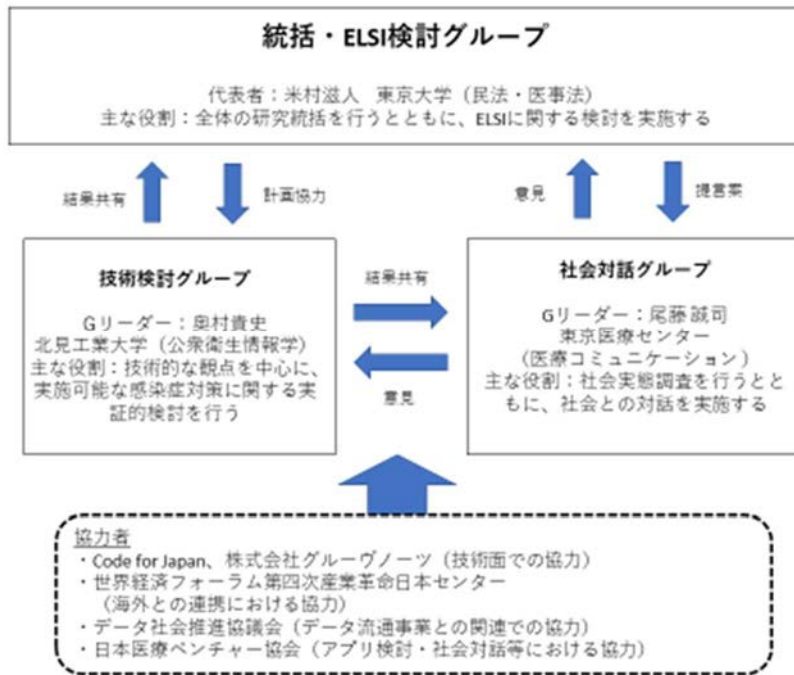 統括・ELSI検討グループ
代表者：米村滋人　東京大学（民法・医事法）
主な役割：全体の研究統括を行うとともに、ELSIに関する検討を実施する
結果共有
計画協力
意見
提言案
技術検討グループ
Gリーダー：奥村貴史
北見工業大学（公衆衛生情報学）
主な役割：技術的な観点を中心に、
実施可能な感染症対策に関する実
証的検討を行う
結果共有
意見
社会対話グループ
Gリーダー：尾藤誠司
東京医療センター
（医療コミュニケーション）
主な役割：社会実態調査を行うとと
もに、社会との対話を実施する
協力者
・Code for Japan、株式会社グルーヴノーツ（技術面での協力）
・世界経済フォーラム第四次産業革命日本センター
（海外との連携における協力）
・データ社会推進協議会（データ流通事業との関連での協力）
・日本医療ベンチャー協会（アプリ検討・社会対話等における協力）